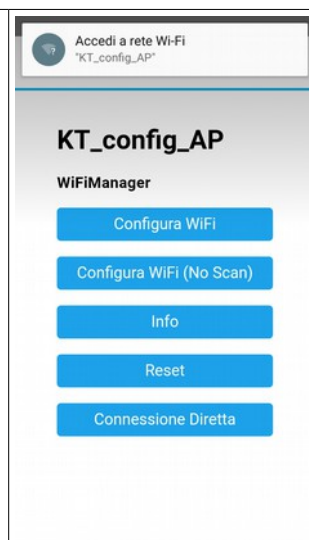 Accedi a rete Wi-Fi
"KT_config_AP"
KT_config_AP
WiFiManager
Configura WiFi
Configura WiFi (No Scan)
Info
Reset
Connessione Diretta